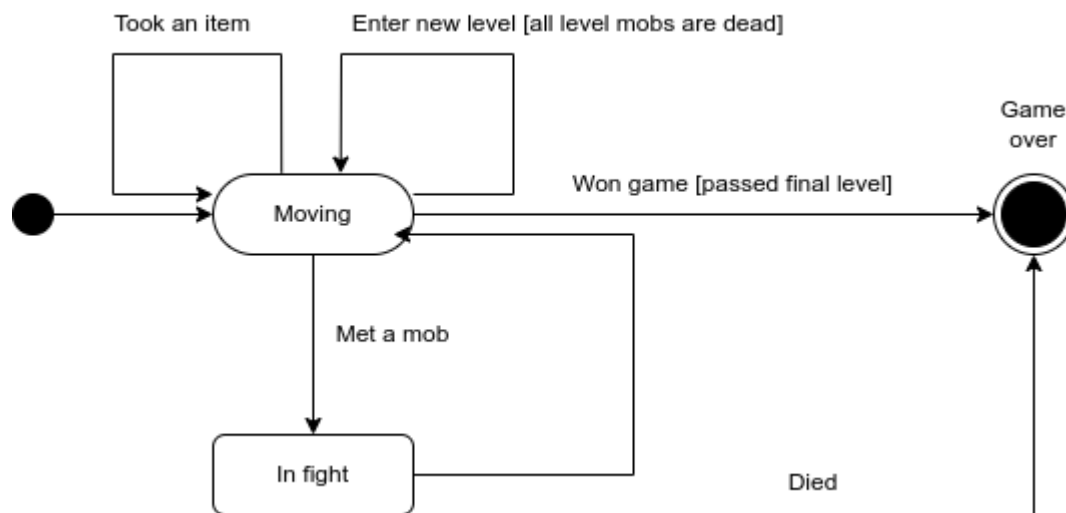 Took an item
Enter new level [all level mobs are dead]
Game
over
Won game [passed final level]
Moving
Met a mob
In fight
Died